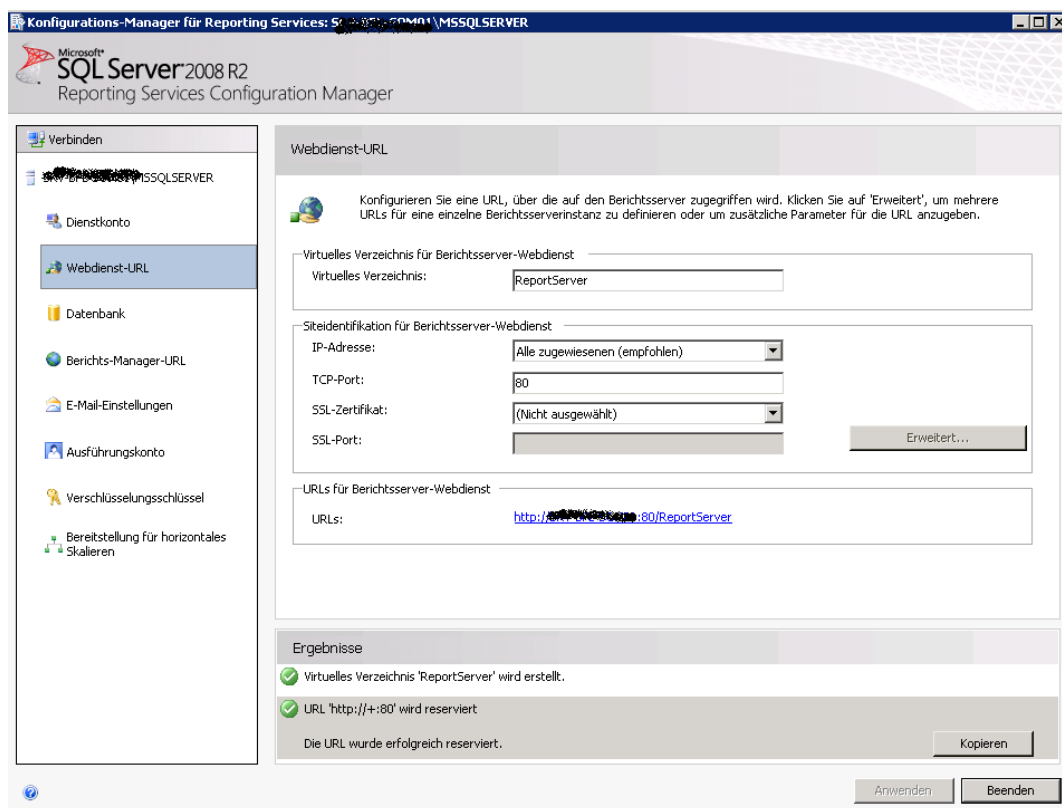 Konfigurations-Manager für Reporting Services: \MSSQLSERVER
Microsoft®
SQL Server® 2008 R2
Reporting Services Configuration Manager
Verbinden
Webdienst-URL
MSSQLSERVER
Dienstkonto
Webdienst-URL
Datenbank
Berichts-Manager-URL
E-Mail-Einstellungen
Ausführungskonto
Verschlüsselungsschlüssel
Bereitstellung für horizontales
Skalieren
Konfigurieren Sie eine URL, über die auf den Berichtsserver zugegriffen wird. Klicken Sie auf 'Erweitert', um mehrere
URLs für eine einzelne Berichtsserverinstanz zu definieren oder um zusätzliche Parameter für die URL anzugeben.
Virtuelles Verzeichnis für Berichtsserver-Webdienst
Virtuelles Verzeichnis: ReportServer
Siteidentifikation für Berichtsserver-Webdienst
IP-Adresse: Alle zugewiesenen (empfohlen)
TCP-Port: 80
SSL-Zertifikat: (Nicht ausgewählt)
SSL-Port:
Erweitert...
URLs für Berichtsserver-Webdienst
URLs: http:// :80/ReportServer
Ergebnisse
Virtuelles Verzeichnis 'ReportServer' wird erstellt.
URL 'http://+:80' wird reserviert
Die URL wurde erfolgreich reserviert.
Kopieren
Anwenden
Beenden